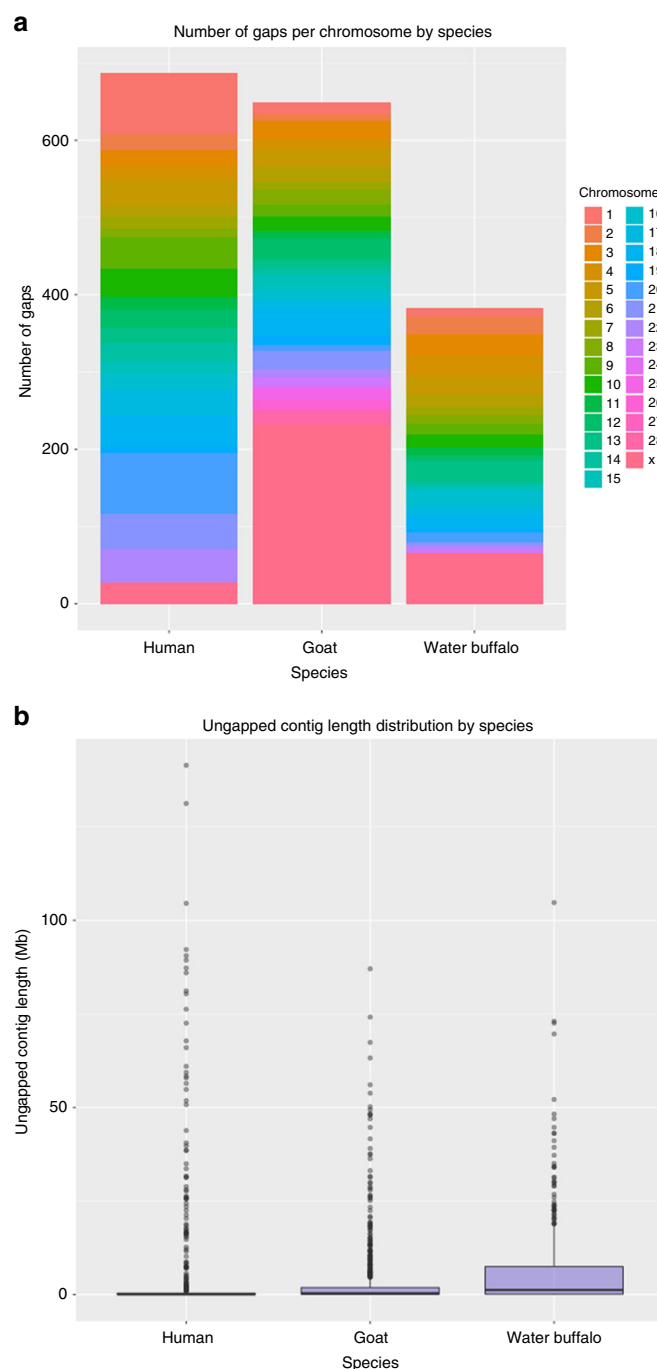 a
Number of gaps per chromosome by species
600
400
200
0
Number of gaps
Human
Goat
Water buffalo
Species
Chromosome
1
2
3
4
5
6
7
8
9
10
11
12
13
14
15
x
b
Ungapped contig length distribution by species
100
50
0
Ungapped contig length (Mb)
Human
Goat
Water buffalo
Species